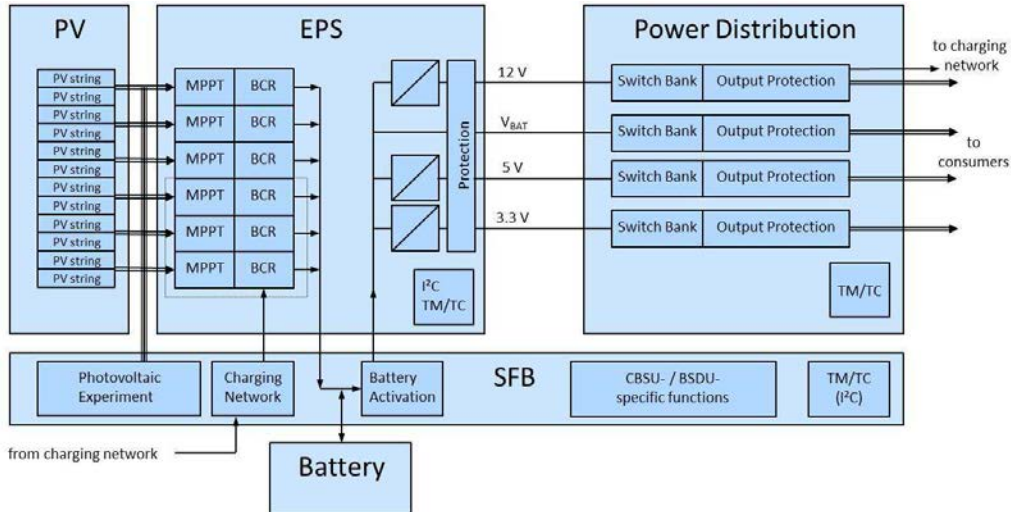 PV
EPS
Power Distribution
to charging
network
PV string
PV string
PV string
PV string
PV string
PV string
PV string
PV string
PV string
PV string
PV string
PV string
MPPT BCR
MPPT BCR
MPPT BCR
MPPT BCR
MPPT BCR
MPPT BCR
Protection
12 V
V_BAT
5 V
3.3 V
Switch Bank Output Protection
Switch Bank Output Protection
Switch Bank Output Protection
Switch Bank Output Protection
to
consumers
I²C
TM/TC
TM/TC
Photovoltaic
Experiment
Charging
Network
Battery
Activation
SFB
CBSU- / BSDU-
specific functions
TM/TC
(I²C)
from charging network
Battery